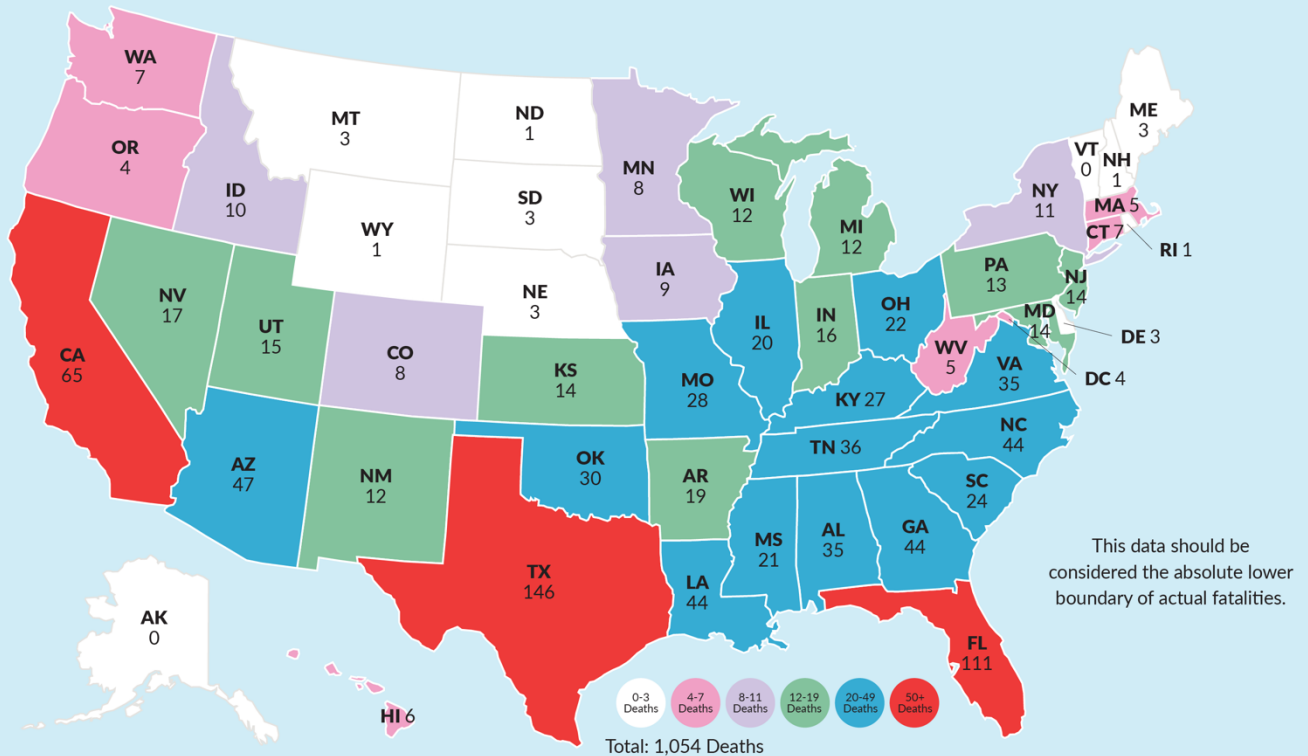 WA
7
OR
4
ID
10
MT
3
ND
1
MN
8
WI
12
MI
12
NY
11
VT
0
NH
1
ME
3
MA 5
CT 7
RI 1
SD
3
WY
1
NE
3
IA
9
CA
65
NV
17
UT
15
CO
8
KS
14
MO
28
IL
20
IN
16
OH
22
PA
13
NJ
14
MD
14
DE 3
DC 4
WV
5
VA
35
KY 27
TN 36
NC
44
SC
24
AZ
47
NM
12
OK
30
AR
19
MS
21
AL
35
GA
44
TX
146
LA
44
FL
111
AK
0
HI 6
This data should be
considered the absolute lower
boundary of actual fatalities.
0-3
Deaths
4-7
Deaths
8-11
Deaths
12-19
Deaths
20-49
Deaths
50+
Deaths
Total: 1,054 Deaths